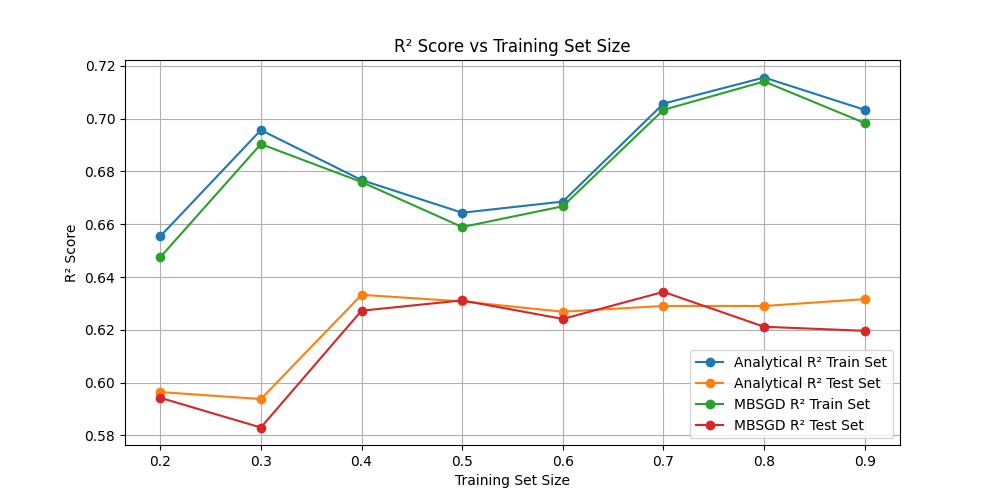 R² Score vs Training Set Size
R² Score
0.72
0.70
0.68
0.66
0.64
0.62
0.60
0.58
0.2 0.3 0.4 0.5 0.6 0.7 0.8 0.9
Training Set Size
Analytical R² Train Set
Analytical R² Test Set
MBSGD R² Train Set
MBSGD R² Test Set